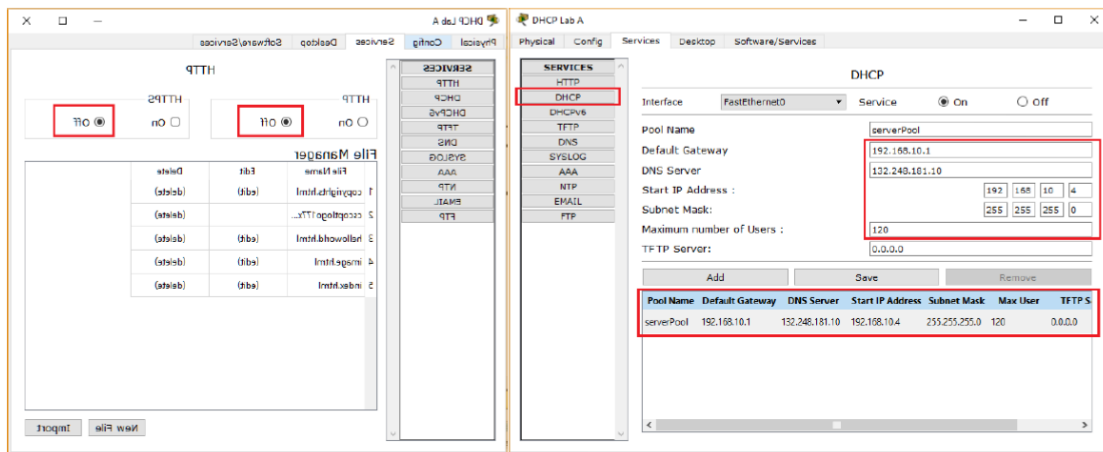 DHCP Lab A
Physical Config Services Desktop Software/Services
SERVICES
HTTP
DHCP
DHCPv6
TFTP
DNS
SYSLOG
AAA
NTP
EMAIL
FTP
HTTP
HTTP
On Off
HTTPS
On Off
File Manager
File Name Edit Delete
1 copyrights.html (edit) (delete)
2 cscoptlogo177x... (delete)
3 helloworld.html (edit) (delete)
4 image.html (edit) (delete)
5 index.html (edit) (delete)
New File Import
DHCP Lab A
Physical Config Services Desktop Software/Services
SERVICES
HTTP
DHCP
DHCPv6
TFTP
DNS
SYSLOG
AAA
NTP
EMAIL
FTP
DHCP
Interface FastEthernet0 Service On Off
Pool Name serverPool
Default Gateway 192.168.10.1
DNS Server 132.248.181.10
Start IP Address : 192 168 10 4
Subnet Mask: 255 255 255 0
Maximum number of Users : 120
TFTP Server: 0.0.0.0
Add Save Remove
Pool Name Default Gateway DNS Server Start IP Address Subnet Mask Max User TFTP S
serverPool 192.168.10.1 132.248.181.10 192.168.10.4 255.255.255.0 120 0.0.0.0